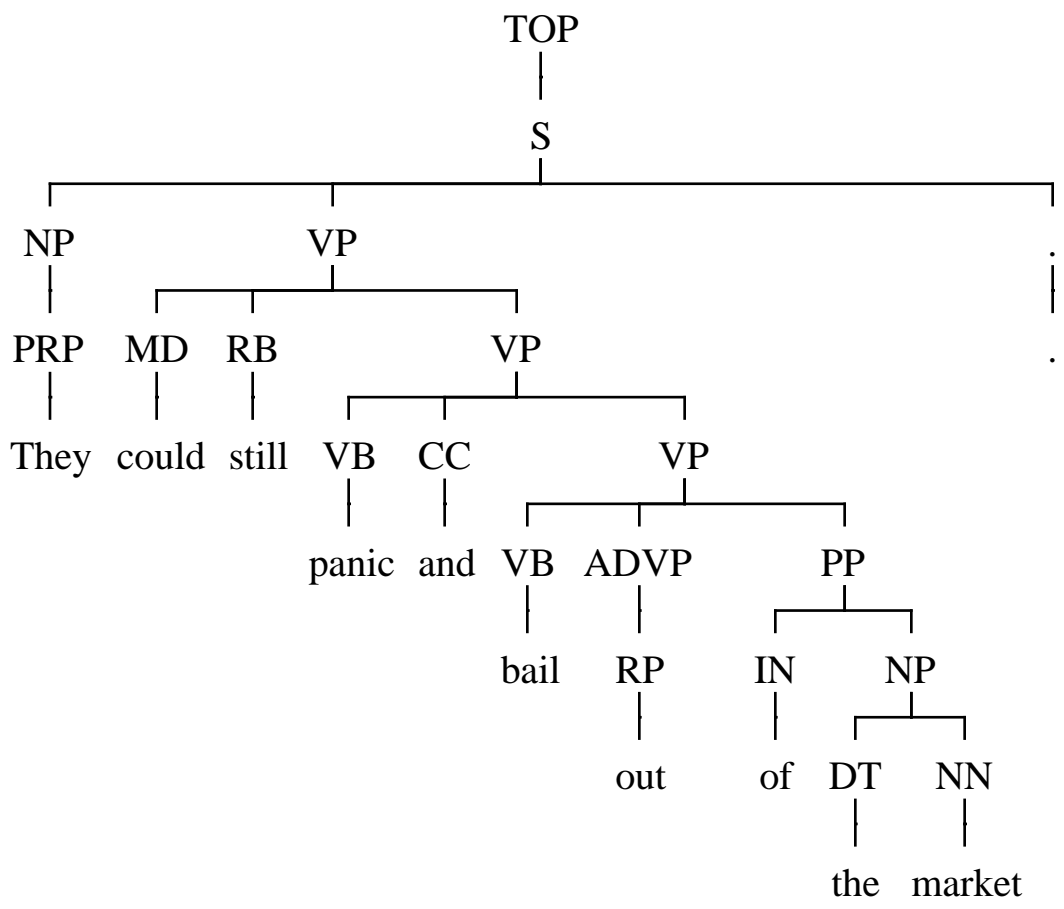 TOP
S
NP VP .
PRP MD RB VP .
They could still VB CC VP
panic and VB ADVP PP
bail RP IN NP
out of DT NN
the market